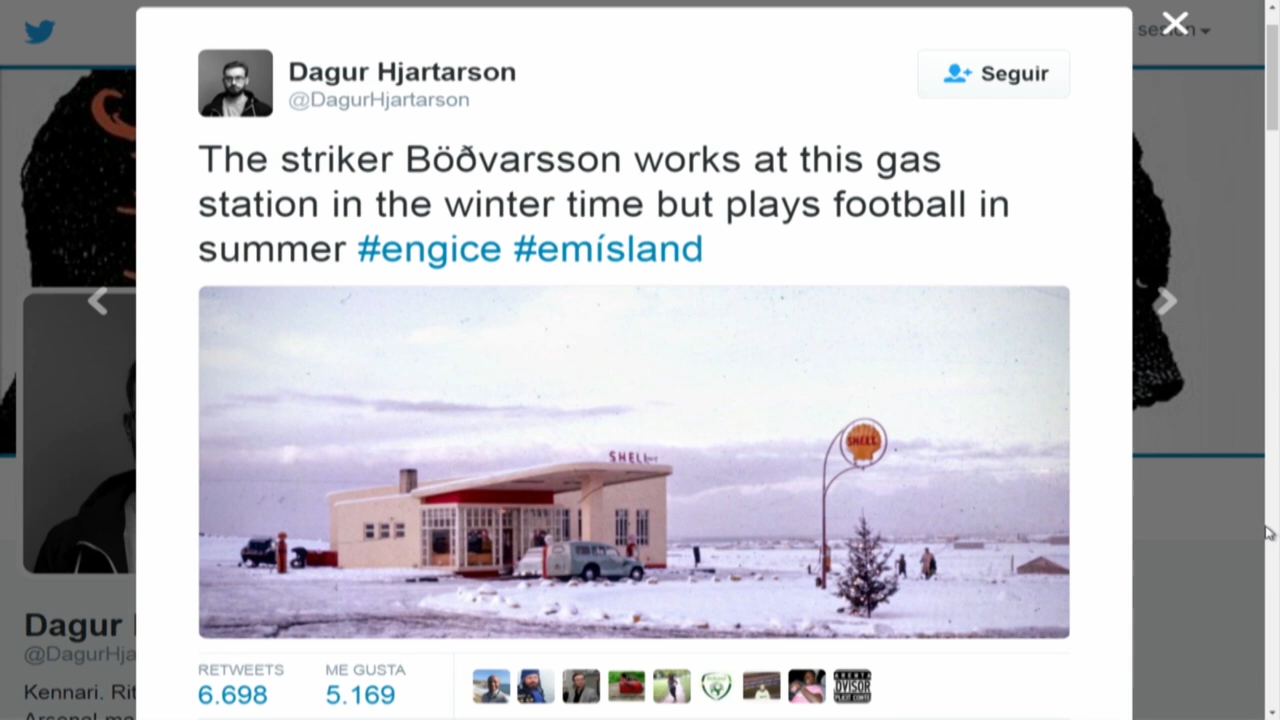 sesión
Dagur Hjartarson
@DagurHjartarson
Seguir
The striker Böðvarsson works at this gas
station in the winter time but plays football in
summer #engice #emísland
SHELL
SHELL
RETWEETS
6.698
ME GUSTA
5.169
Dagur
@DagurHja
Kennari. Rit